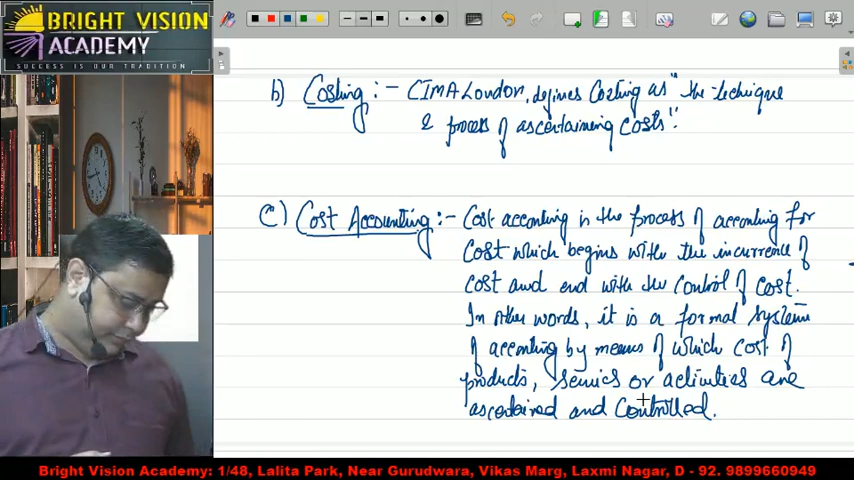 BRIGHT VISION
ACADEMY
SUCCESS IS OUR TRADITION
b) Costing :- CIMA London, defines Costing as "the technique
& process of ascertaining costs".
c) Cost Accounting :- Cost acconting is the process of acconting for
cost which begins with the incurrence of
cost and end with the control of cost.
In other words, it is a formal system
of acconting by means of which cost of
products, services or activities are
ascertained and controlled.
Bright Vision Academy: 1/48, Lalita Park, Near Gurudwara, Vikas Marg, Laxmi Nagar, D - 92. 9899660949